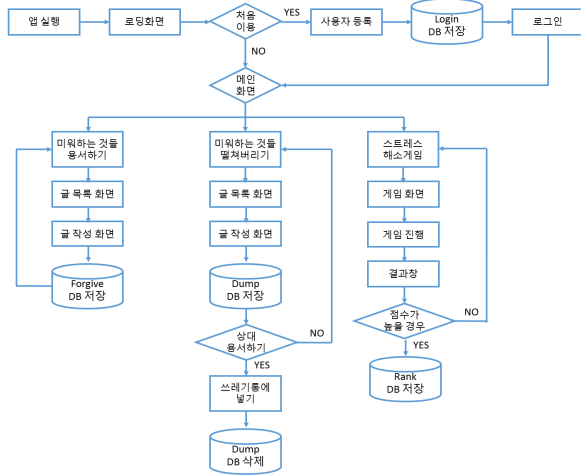 앱 실행
로딩화면
처음
이용
YES
사용자 등록
Login
DB 저장
로그인
NO
메인
화면
미워하는 것들
용서하기
미워하는 것들
떨쳐버리기
스트레스
해소게임
글 목록 화면
글 목록 화면
게임 화면
글 작성 화면
글 작성 화면
게임 진행
Forgive
DB 저장
Dump
DB 저장
결과창
점수가
높을 경우
NO
상대
용서하기
NO
YES
YES
Rank
DB 저장
쓰레기통에
넣기
Dump
DB 삭제